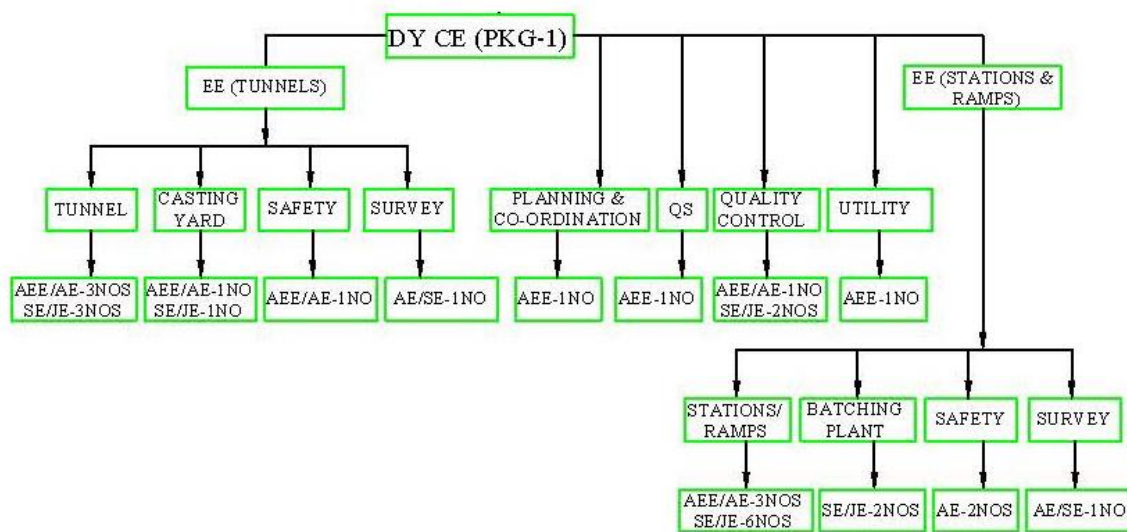 DY CE (PKG-1)
EE (TUNNELS)
EE (STATIONS &
RAMPS)
TUNNEL
CASTING
YARD
SAFETY
SURVEY
PLANNING &
CO-ORDINATION
QS
QUALITY
CONTROL
UTILITY
AEE/AE-3NOS
SE/JE-3NOS
AEE/AE-1NO
SE/JE-1NO
AEE/AE-1NO
AE/SE-1NO
AEE-1NO
AEE-1NO
AEE/AE-1NO
SE/JE-2NOS
AEE-1NO
STATIONS/
RAMPS
BATCHING
PLANT
SAFETY
SURVEY
AEE/AE-3NOS
SE/JE-6NOS
SE/JE-2NOS
AE-2NOS
AE/SE-1NO